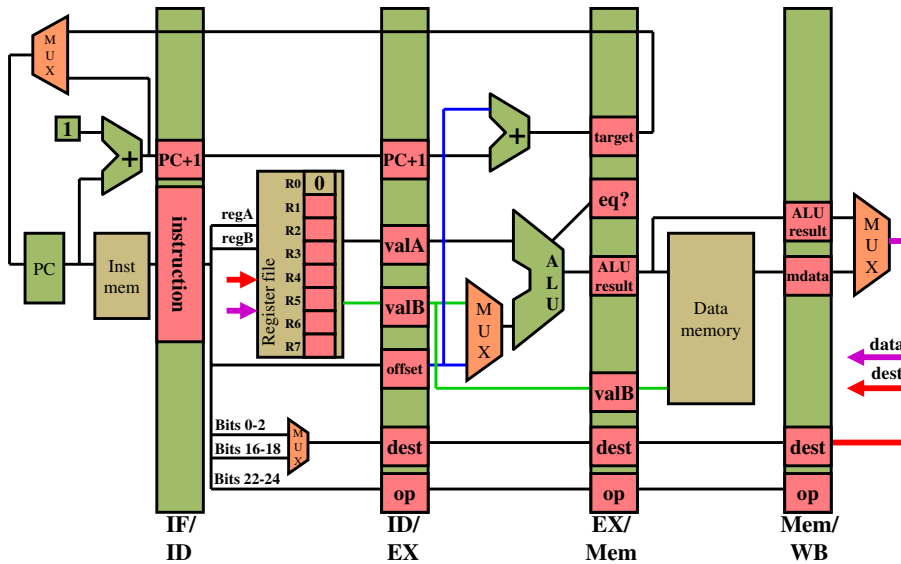 M
U
X
1
+
+
PC+1
PC+1
target
R0
0
R1
R2
R3
R4
R5
R6
R7
Register file
regA
regB
instruction
PC
Inst
mem
eq?
valA
valB
offset
M
U
X
A
L
U
ALU
result
valB
Data
memory
ALU
result
mdata
M
U
X
data
dest
Bits 0-2
Bits 16-18
Bits 22-24
M
U
X
dest
dest
dest
op
op
op
IF/
ID
ID/
EX
EX/
Mem
Mem/
WB